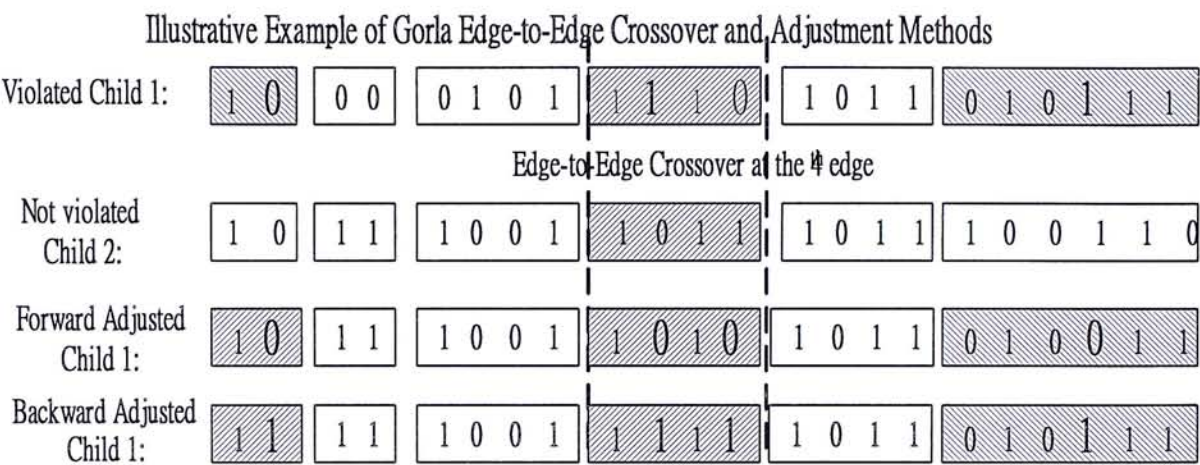 Illustrative Example of Gorla Edge-to-Edge Crossover and Adjustment Methods
Violated Child 1: 1 0 0 0 0 1 0 1 1 1 1 0 1 0 1 1 0 1 0 1 1 1
Edge-to-Edge Crossover at the edge
Not violated
Child 2: 1 0 1 1 1 0 0 1 1 0 1 1 1 0 1 1 1 0 0 1 1 0
Forward Adjusted
Child 1: 1 0 1 1 1 0 0 1 1 0 1 0 1 0 1 1 0 1 0 0 1 1
Backward Adjusted
Child 1: 1 1 1 1 1 0 0 1 1 1 1 1 1 0 1 1 0 1 0 1 1 1